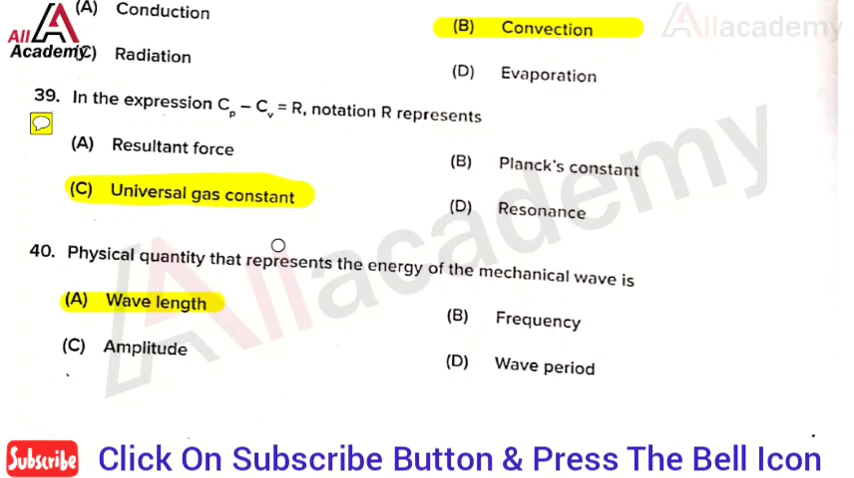 (A) Conduction
(B) Convection
All
Academy
(C) Radiation
(D) Evaporation
Allacademy
39. In the expression Cp – Cv = R, notation R represents
(A) Resultant force
(B) Planck's constant
(C) Universal gas constant
(D) Resonance
40. Physical quantity that represents the energy of the mechanical wave is
(A) Wave length
(B) Frequency
(C) Amplitude
(D) Wave period
Allacademy
Subscribe Click On Subscribe Button & Press The Bell Icon